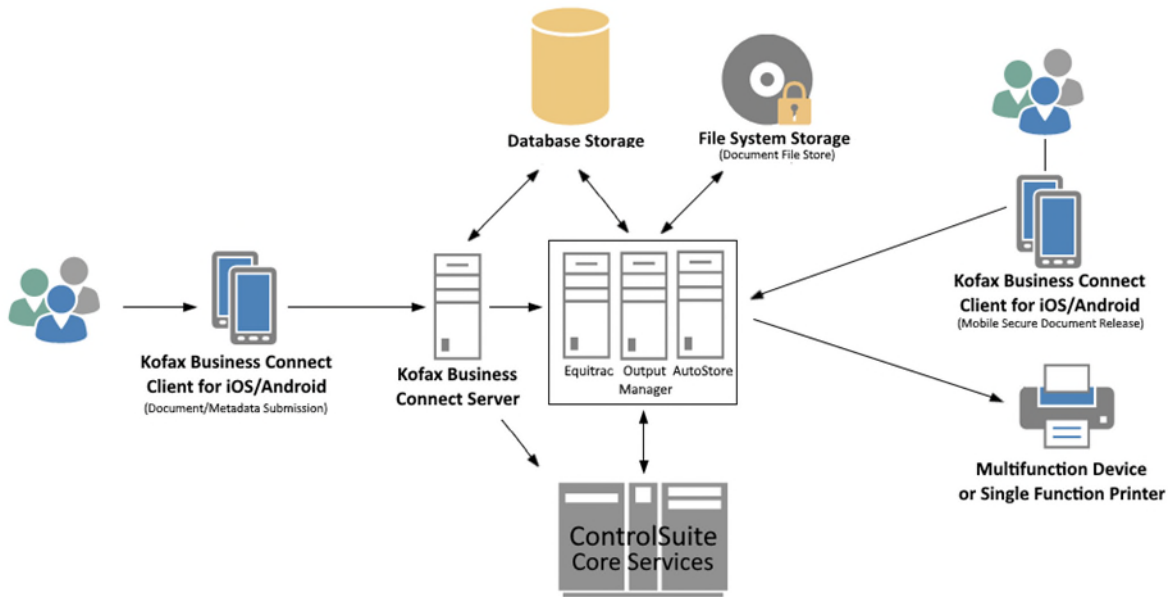 Database Storage
File System Storage
(Document File Store)
Kofax Business Connect
Client for iOS/Android
(Document/Metadata Submission)
Kofax Business
Connect Server
Equitrac
Output
Manager
AutoStore
Kofax Business Connect
Client for iOS/Android
(Mobile Secure Document Release)
Multifunction Device
or Single Function Printer
ControlSuite
Core Services